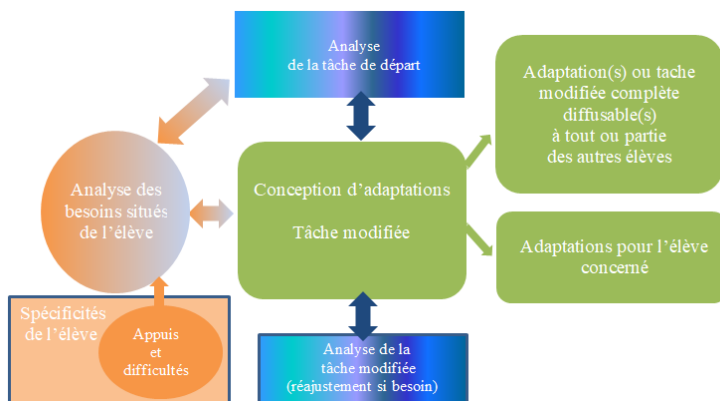 Analyse
de la tâche de départ
Adaptation(s) ou tache
modifiée complète
diffusable(s)
à tout ou partie
des autres élèves
Analyse des
besoins situés
de l'élève
Conception d'adaptations
Tâche modifiée
Adaptations pour l'élève
concerné
Spécificités
de l'élève
Appuis
et
difficultés
Analyse de la
tâche modifiée
(réajustement si besoin)